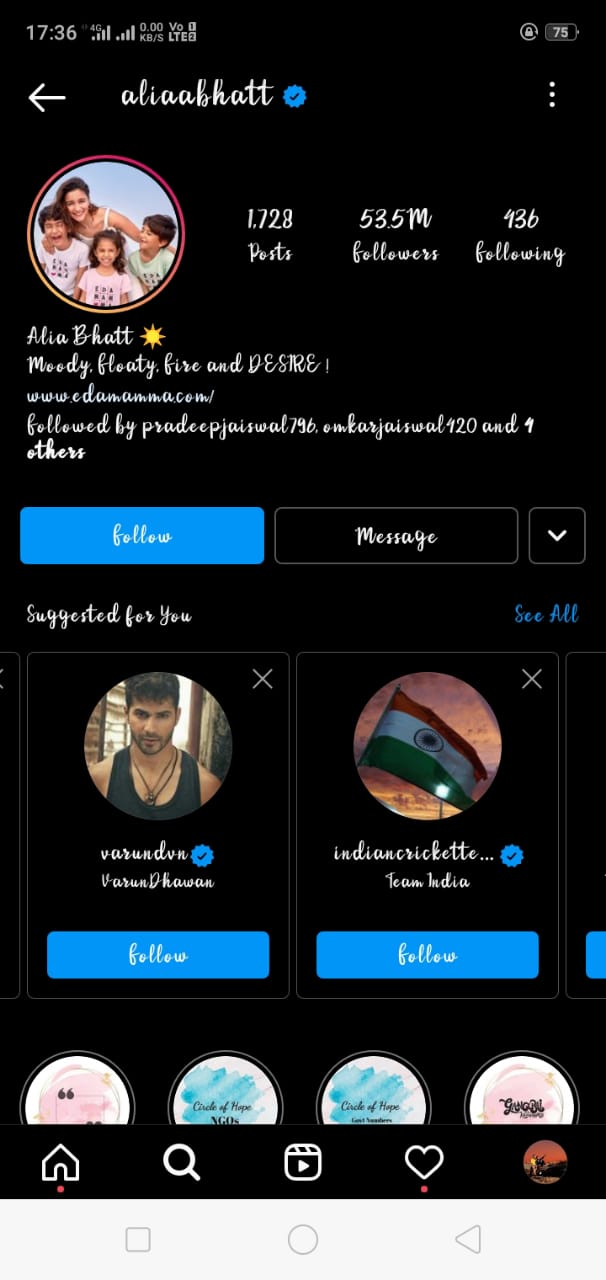 17:36 4G 0.00 KB/S Vo LTE 1 2 75
aliaabhatt
1,728 53.5M 436
Posts followers following
Alia Bhatt ☀️
Moody, floaty, fire and DESIRE !
www.edamamma.com/
followed by pradeepjaiswal796, omkarjaiswal420 and 4
others
follow Message
Suggested for You See All
varundvn indiancrickette...
VarunDhawan Team India
follow follow
Circle of Hope Circle of Hope
NGOs Govt Numbers